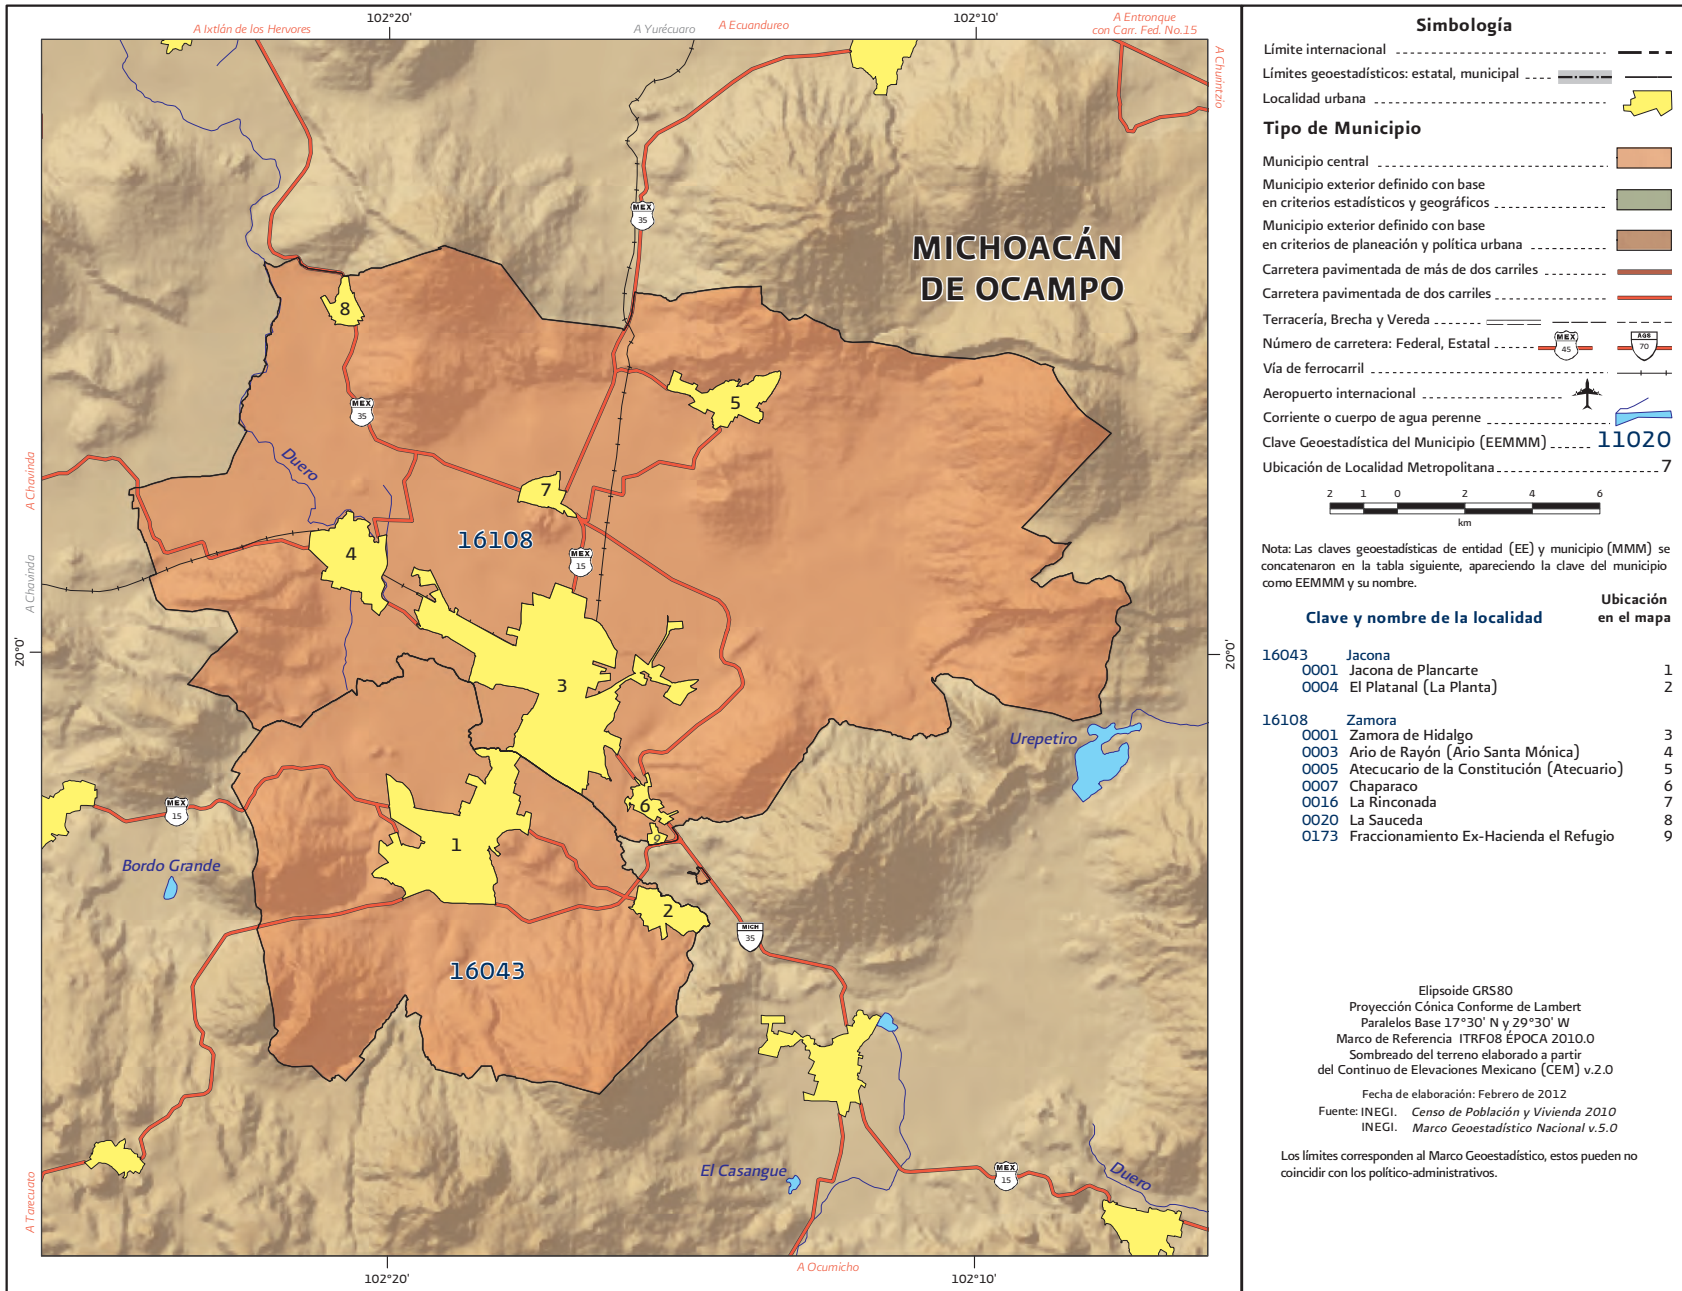 102°20'
102°10'
A Ixtlán de los Hervores
A Yurécuaro
A Ecuandureo
A Entronque
con Carr. Fed. No.15
A Churintzio
MEX
35
MICHOACÁN
DE OCAMPO
8
MEX
35
5
A Chavinda
Duero
7
4
16108
MEX
15
A Chavinda
20°0'
20°0'
3
Urepetiro
MEX
15
6
9
1
Bordo Grande
2
MICH
35
16043
El Casangue
MEX
15
Duero
A Tarecuato
A Ocumicho
102°20'
102°10'
Simbología
Límite internacional
Límites geoestadísticos: estatal, municipal
Localidad urbana
Tipo de Municipio
Municipio central
Municipio exterior definido con base
en criterios estadísticos y geográficos
Municipio exterior definido con base
en criterios de planeación y política urbana
Carretera pavimentada de más de dos carriles
Carretera pavimentada de dos carriles
Terracería, Brecha y Vereda
Número de carretera: Federal, Estatal MEX 45 AGS 70
Vía de ferrocarril
Aeropuerto internacional
Corriente o cuerpo de agua perenne
Clave Geoestadística del Municipio (EEMMM) 11020
Ubicación de Localidad Metropolitana 7
2 1 0 2 4 6
km
Nota: Las claves geoestadísticas de entidad (EE) y municipio (MMM) se
concatenaron en la tabla siguiente, apareciendo la clave del municipio
como EEMMM y su nombre.
Ubicación
Clave y nombre de la localidad en el mapa
16043 Jacona
0001 Jacona de Plancarte 1
0004 El Platanal (La Planta) 2
16108 Zamora
0001 Zamora de Hidalgo 3
0003 Ario de Rayón (Ario Santa Mónica) 4
0005 Atecucario de la Constitución (Atecuario) 5
0007 Chaparaco 6
0016 La Rinconada 7
0020 La Sauceda 8
0173 Fraccionamiento Ex-Hacienda el Refugio 9
Elipsoide GRS80
Proyección Cónica Conforme de Lambert
Paralelos Base 17°30' N y 29°30' W
Marco de Referencia ITRF08 ÉPOCA 2010.0
Sombreado del terreno elaborado a partir
del Continuo de Elevaciones Mexicano (CEM) v.2.0
Fecha de elaboración: Febrero de 2012
Fuente: INEGI. Censo de Población y Vivienda 2010
INEGI. Marco Geoestadístico Nacional v.5.0
Los límites corresponden al Marco Geoestadístico, estos pueden no
coincidir con los político-administrativos.